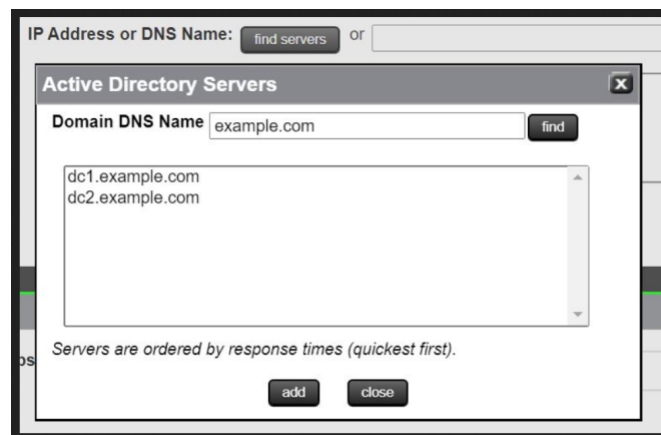 IP Address or DNS Name: find servers or
Active Directory Servers x
Domain DNS Name example.com find
dc1.example.com
dc2.example.com
Servers are ordered by response times (quickest first).
add close